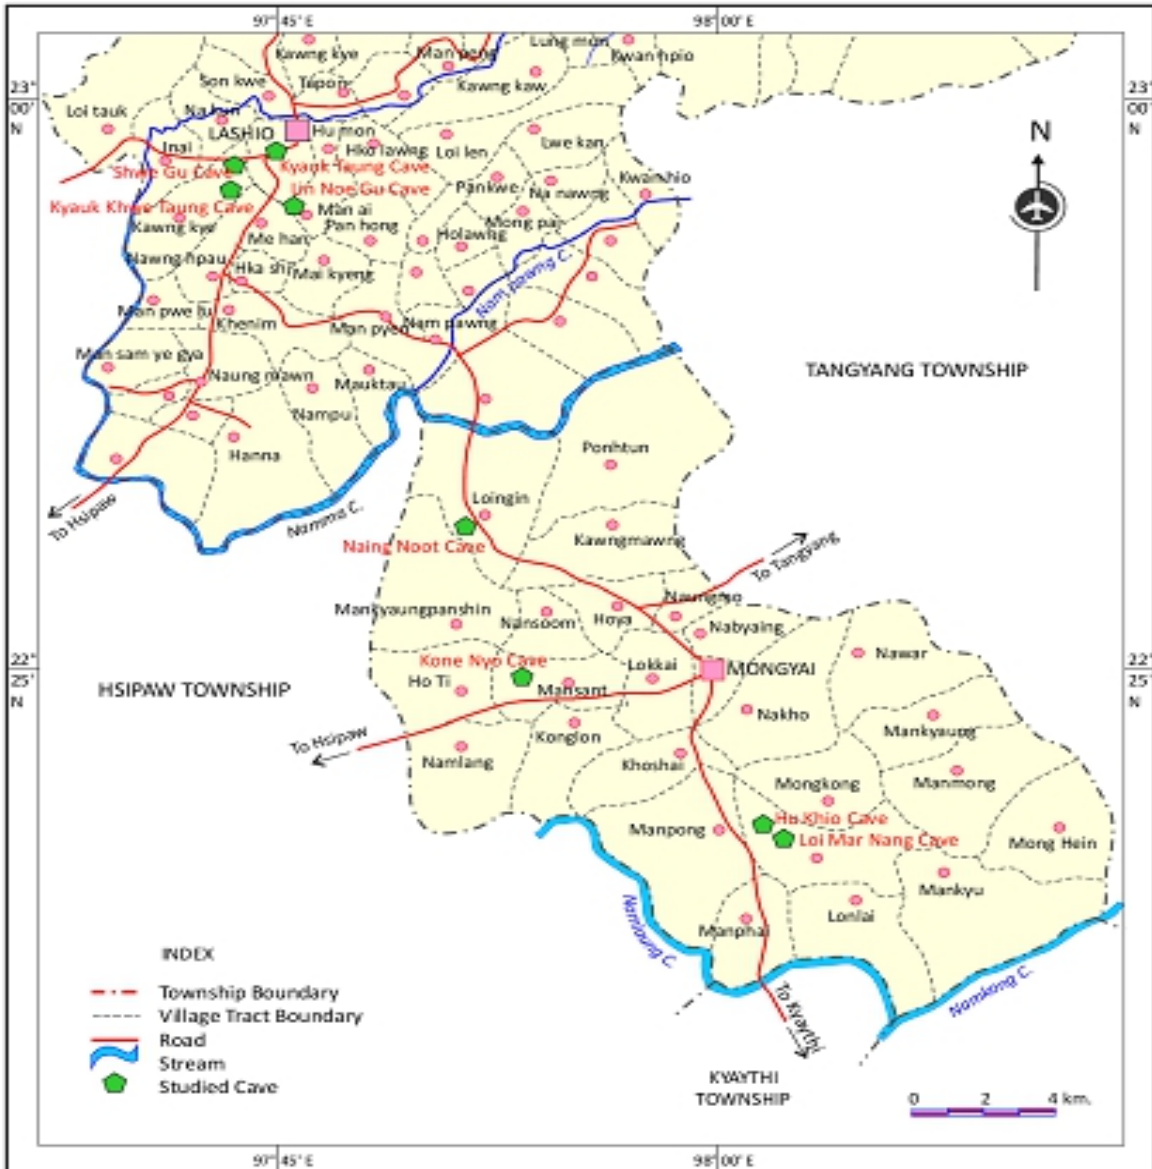 97° 45' E
98° 00' E
23°
00'
N
23°
00'
N
Kawng kye
Man peng
Lung mon
Kwan hpio
Son kwe
Tapon
Kawng kaw
Loi tauk
Na kun
LASHIO
Hu mon
Inai
Hko lawng
Loi len
Lwe kan
Shwe Gu Cave
Kyauk Taung Cave
Lin Noe Gu Cave
Pankwe
Na nawng
Kwanshio
Kyauk Khwe Taung Cave
Man ai
Kawng kye
Pan hong
Mong pai
Me han
Holawng
Nawng hpau
Hka shi
Mai kyeng
Nam pawng C.
Man pwe lu
Khenim
Man pyen
Nam pawng
N
Man sam ye gya
Naung mawn
Mauktau
TANGYANG TOWNSHIP
Nampu
Hanna
Ponhtun
To Hsipaw
Namma C.
Loingin
Naing Noot Cave
Kawngmawng
To Tangyang
Mankyaungpanshin
Nansoom
Hoya
Naungmo
Nabyaing
Kone Nyo Cave
Lokkai
MONGYAI
Nawar
22°
25'
N
22°
25'
N
HSIPAW TOWNSHIP
Ho Ti
Mansant
Nakho
To Hsipaw
Konglon
Mankyaung
Namlang
Khoshai
Mongkong
Manmong
Manpong
Ho Khio Cave
Loi Mar Nang Cave
Mong Hein
Mankyu
Namlaung C.
Manphai
Lonlai
Namkong C.
To Kyaythi
INDEX
Township Boundary
Village Tract Boundary
Road
Stream
Studied Cave
KYAYTHI
TOWNSHIP
0 2 4 km.
97° 45' E
98° 00' E